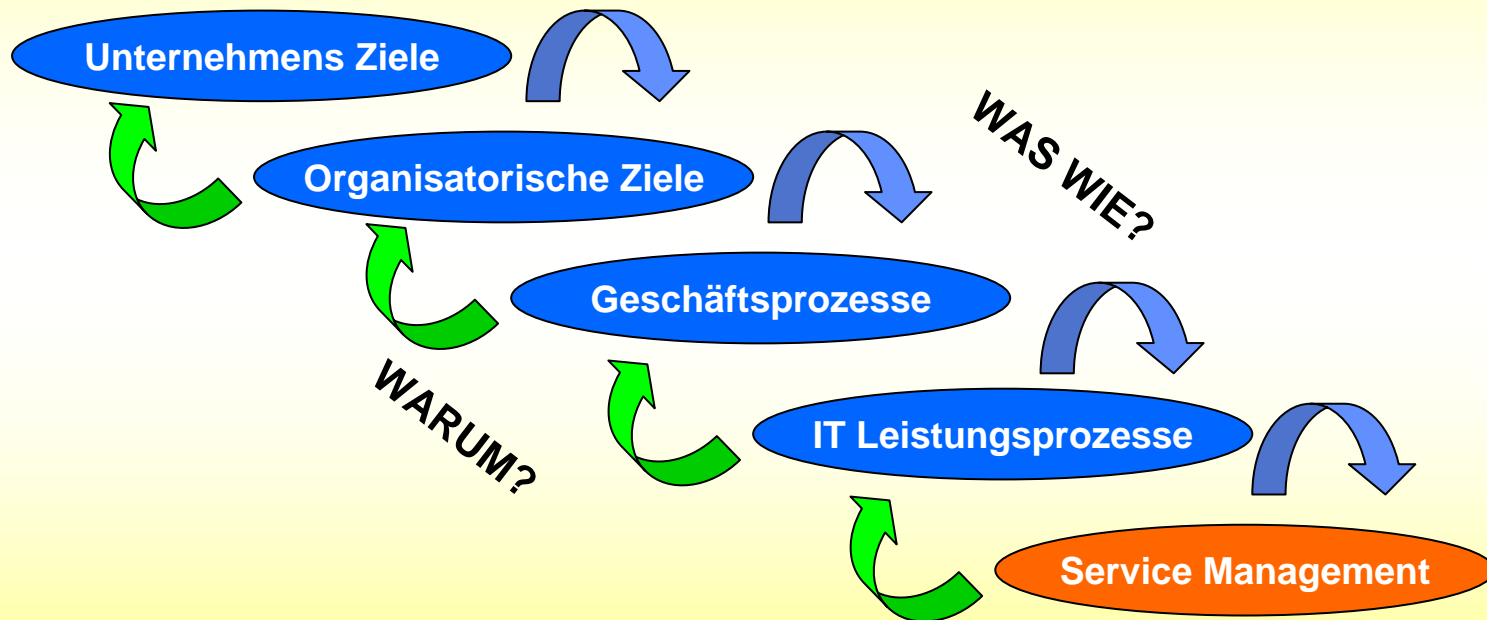 Unternehmens Ziele
Organisatorische Ziele
WAS WIE?
Geschäftsprozesse
WARUM?
IT Leistungsprozesse
Service Management